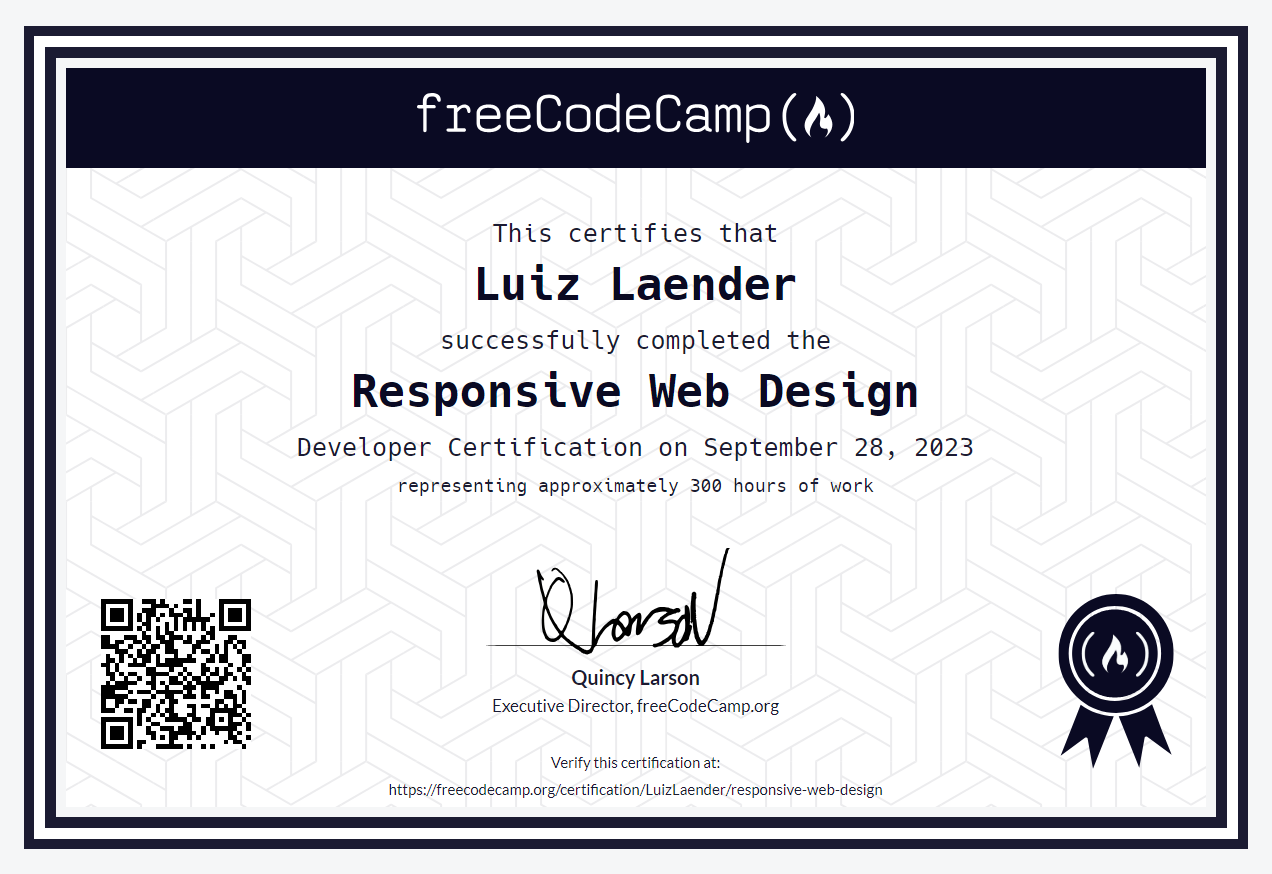 freeCodeCamp
This certifies that
Luiz Laender
successfully completed the
Responsive Web Design
Developer Certification on September 28, 2023
representing approximately 300 hours of work
Q Larson
Quincy Larson
Executive Director, freeCodeCamp.org
Verify this certification at:
https://freecodecamp.org/certification/LuizLaender/responsive-web-design